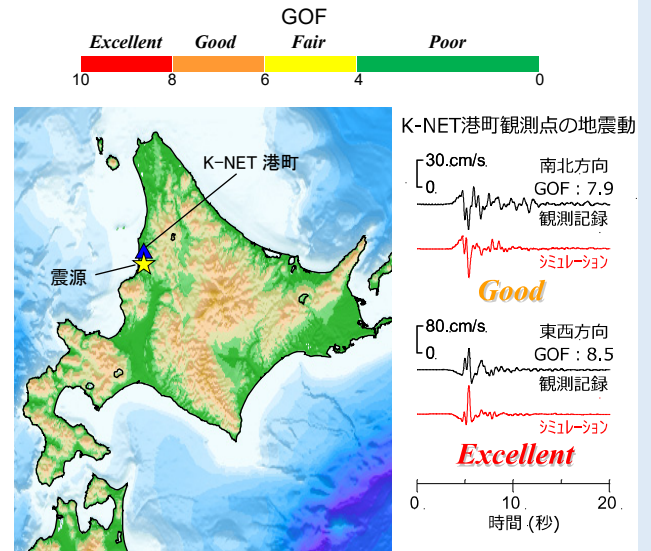 GOF
Excellent Good Fair Poor
10 8 6 4 0
K-NET 港町
震源
K-NET港町観測点の地震動
30.cm/s.
0.
南北方向
GOF : 7.9
観測記録
シミュレーション
Good
80.cm/s.
0.
東西方向
GOF : 8.5
観測記録
シミュレーション
Excellent
0 10 20
時間 (秒)